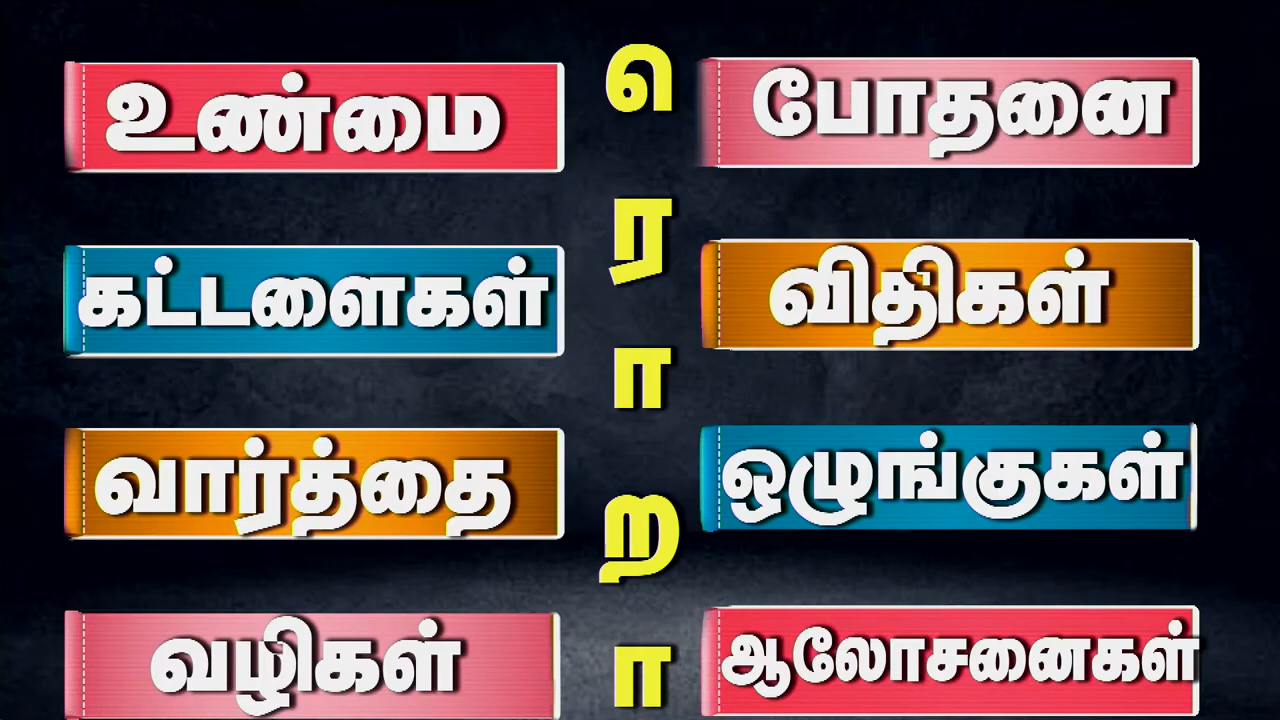 உண்மை
கட்டளைகள்
வார்த்தை
வழிகள்
ெ
ர
ா
ற
ா
போதனை
விதிகள்
ஒழுங்குகள்
ஆலோசனைகள்